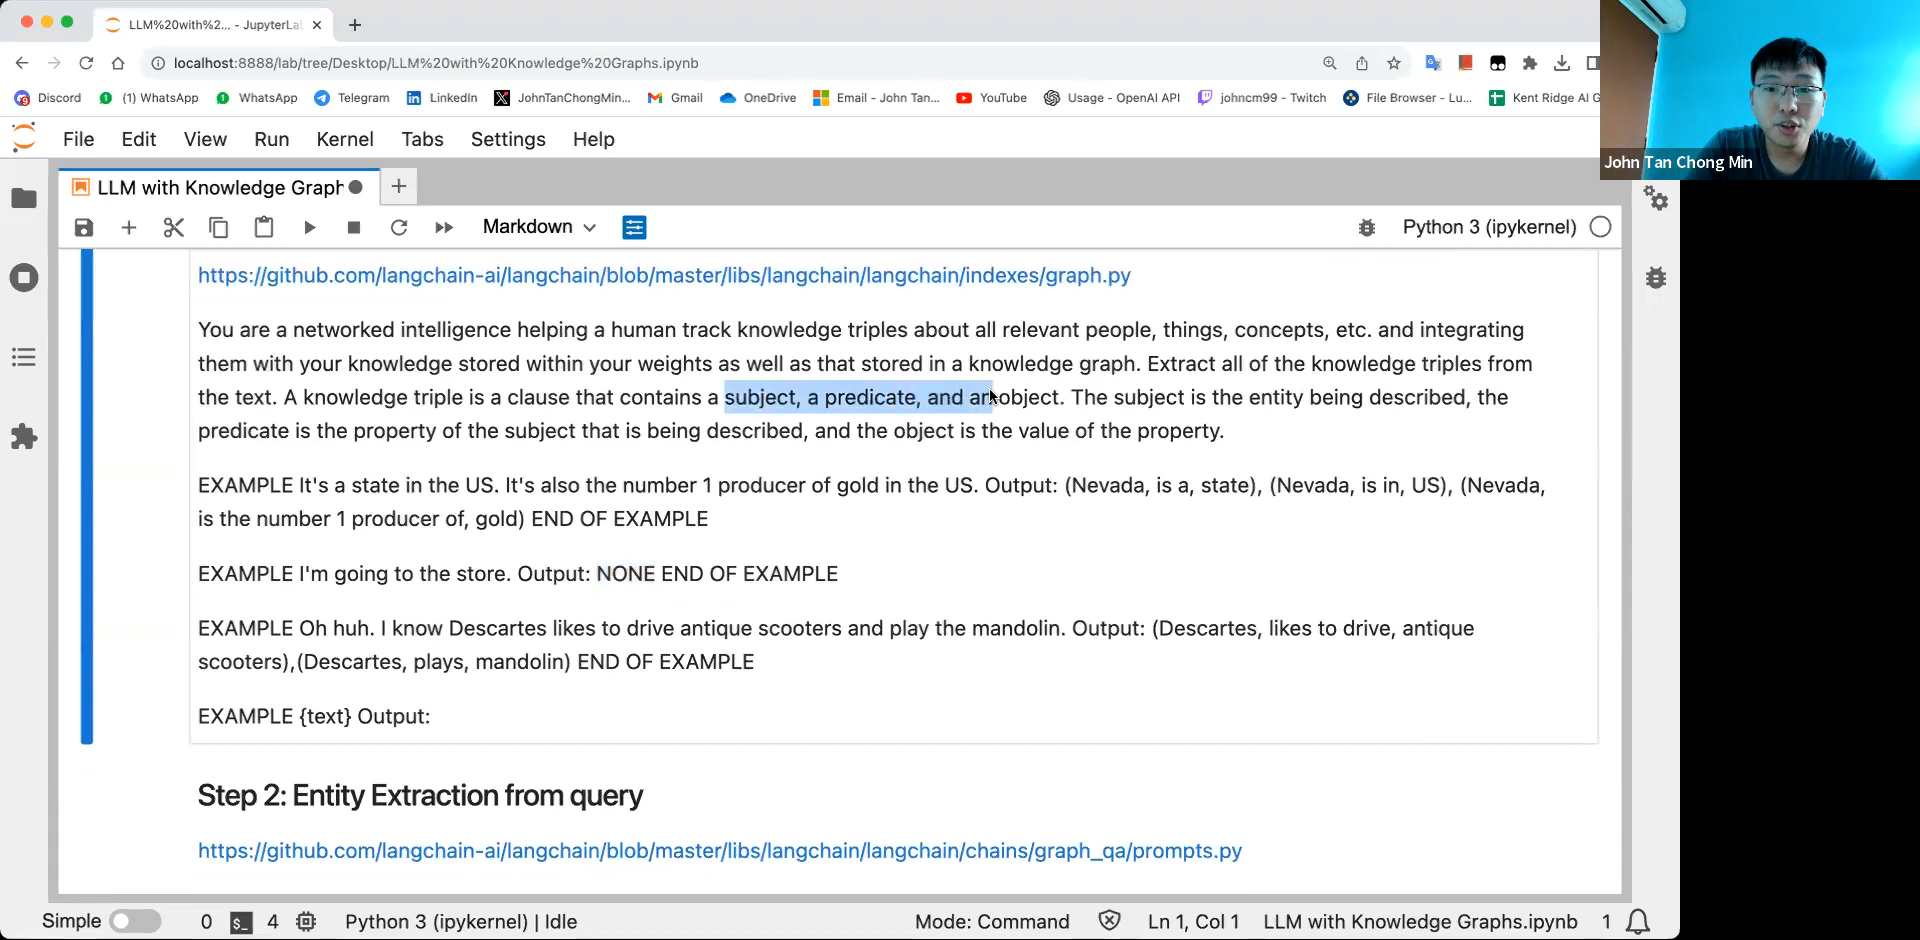 LLM%20with%2... - JupyterLa
localhost:8888/lab/tree/Desktop/LLM%20with%20Knowledge%20Graphs.ipynb
Discord (1) WhatsApp WhatsApp Telegram LinkedIn JohnTanChongMin... Gmail OneDrive Email - John Tan... YouTube Usage - OpenAI API johncm99 - Twitch File Browser - Lu... Kent Ridge AI G
John Tan Chong Min
File Edit View Run Kernel Tabs Settings Help
LLM with Knowledge Graph
Markdown Python 3 (ipykernel)
https://github.com/langchain-ai/langchain/blob/master/libs/langchain/langchain/indexes/graph.py
You are a networked intelligence helping a human track knowledge triples about all relevant people, things, concepts, etc. and integrating
them with your knowledge stored within your weights as well as that stored in a knowledge graph. Extract all of the knowledge triples from
the text. A knowledge triple is a clause that contains a subject, a predicate, and an object. The subject is the entity being described, the
predicate is the property of the subject that is being described, and the object is the value of the property.
EXAMPLE It's a state in the US. It's also the number 1 producer of gold in the US. Output: (Nevada, is a, state), (Nevada, is in, US), (Nevada,
is the number 1 producer of, gold) END OF EXAMPLE
EXAMPLE I'm going to the store. Output: NONE END OF EXAMPLE
EXAMPLE Oh huh. I know Descartes likes to drive antique scooters and play the mandolin. Output: (Descartes, likes to drive, antique
scooters),(Descartes, plays, mandolin) END OF EXAMPLE
EXAMPLE {text} Output:
Step 2: Entity Extraction from query
https://github.com/langchain-ai/langchain/blob/master/libs/langchain/langchain/chains/graph_qa/prompts.py
Simple 0 $_ 4 Python 3 (ipykernel) | Idle Mode: Command Ln 1, Col 1 LLM with Knowledge Graphs.ipynb 1